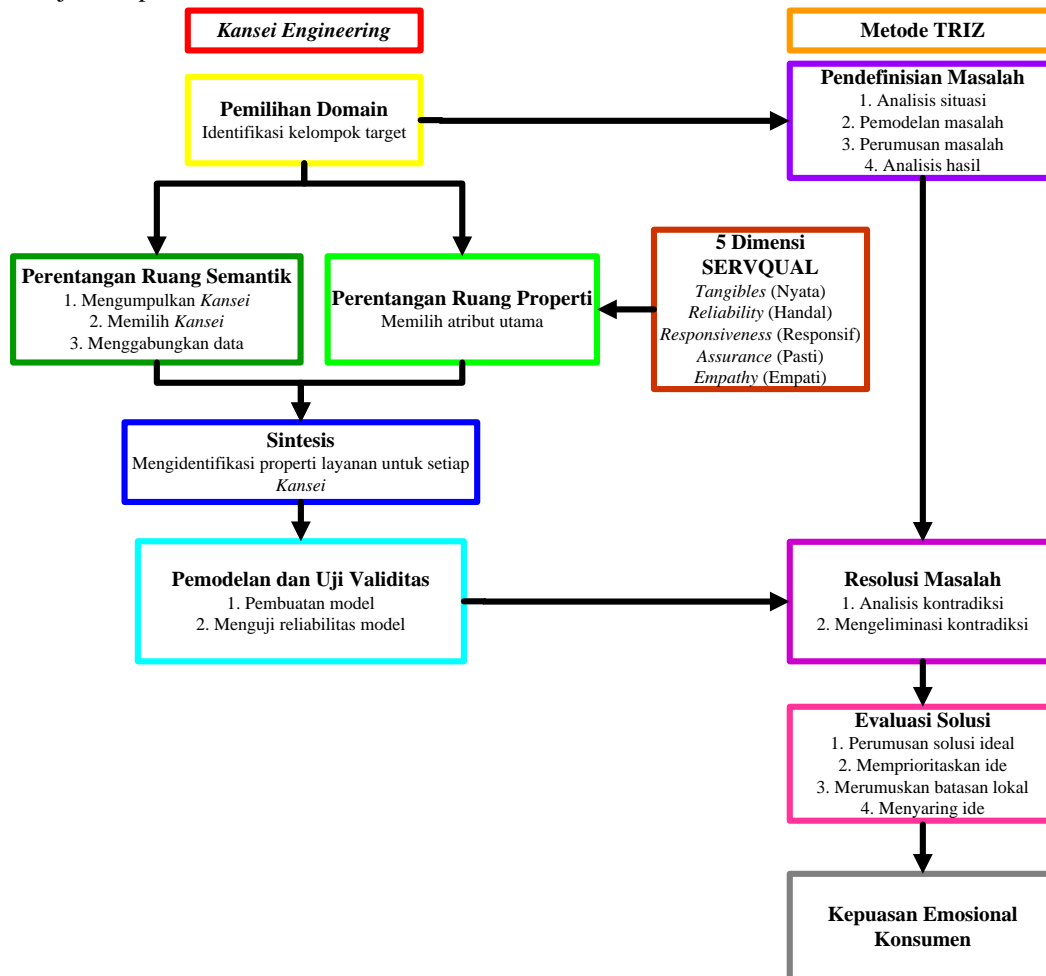 Kansei Engineering
Metode TRIZ
Pemilihan Domain
Identifikasi kelompok target
Pendefinisian Masalah
1. Analisis situasi
2. Pemodelan masalah
3. Perumusan masalah
4. Analisis hasil
Perentangan Ruang Semantik
1. Mengumpulkan Kansei
2. Memilih Kansei
3. Menggabungkan data
Perentangan Ruang Properti
Memilih atribut utama
5 Dimensi
SERVQUAL
Tangibles (Nyata)
Reliability (Handal)
Responsiveness (Responsif)
Assurance (Pasti)
Empathy (Empati)
Sintesis
Mengidentifikasi properti layanan untuk setiap
Kansei
Pemodelan dan Uji Validitas
1. Pembuatan model
2. Menguji reliabilitas model
Resolusi Masalah
1. Analisis kontradiksi
2. Mengeliminasi kontradiksi
Evaluasi Solusi
1. Perumusan solusi ideal
2. Memprioritaskan ide
3. Merumuskan batasan lokal
4. Menyaring ide
Kepuasan Emosional
Konsumen